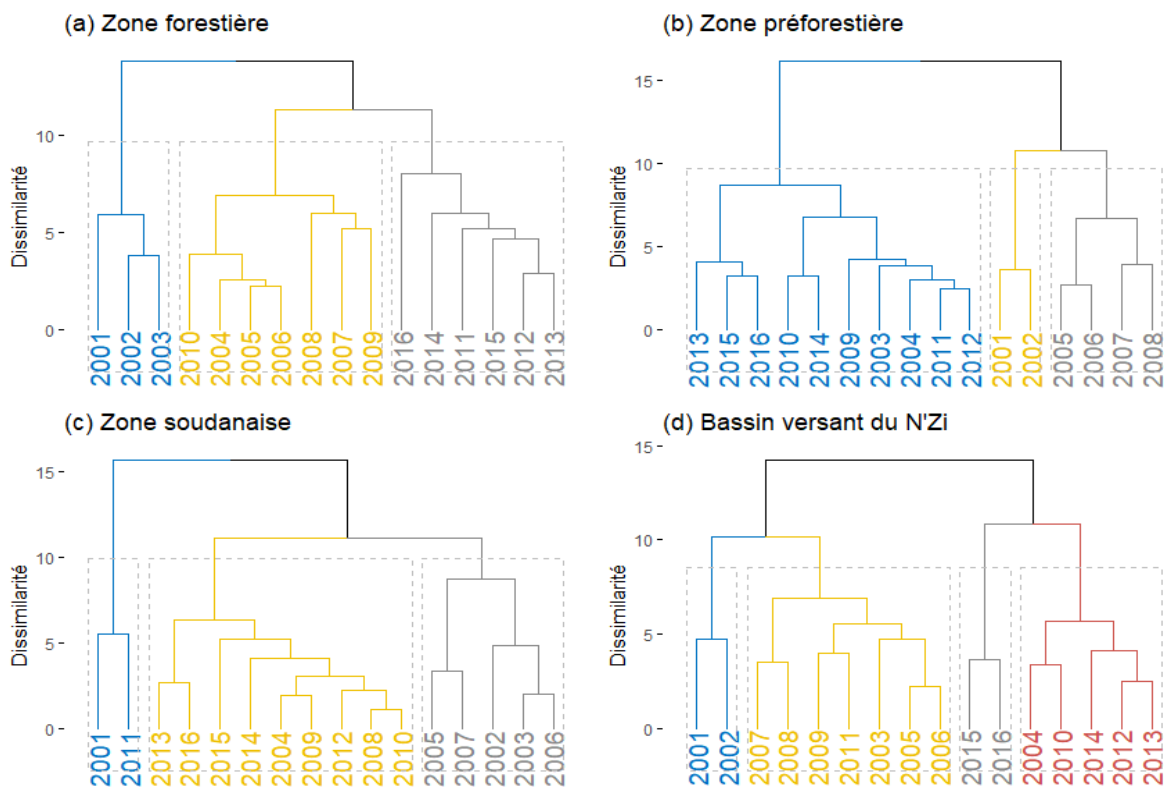 (a) Zone forestière
Dissimilarité
10
5
0
2001 2002 2003 2010 2004 2005 2006 2008 2007 2009 2016 2014 2011 2015 2012 2013
(b) Zone préforestière
Dissimilarité
15
10
5
0
2013 2015 2016 2010 2014 2009 2003 2004 2011 2012 2001 2002 2005 2006 2007 2008
(c) Zone soudanaise
Dissimilarité
15
10
5
0
2001 2011 2013 2016 2015 2014 2004 2009 2012 2008 2010 2005 2007 2002 2003 2006
(d) Bassin versant du N'Zi
Dissimilarité
15
10
5
0
2001 2002 2007 2008 2009 2011 2003 2005 2006 2015 2016 2004 2010 2014 2012 2013